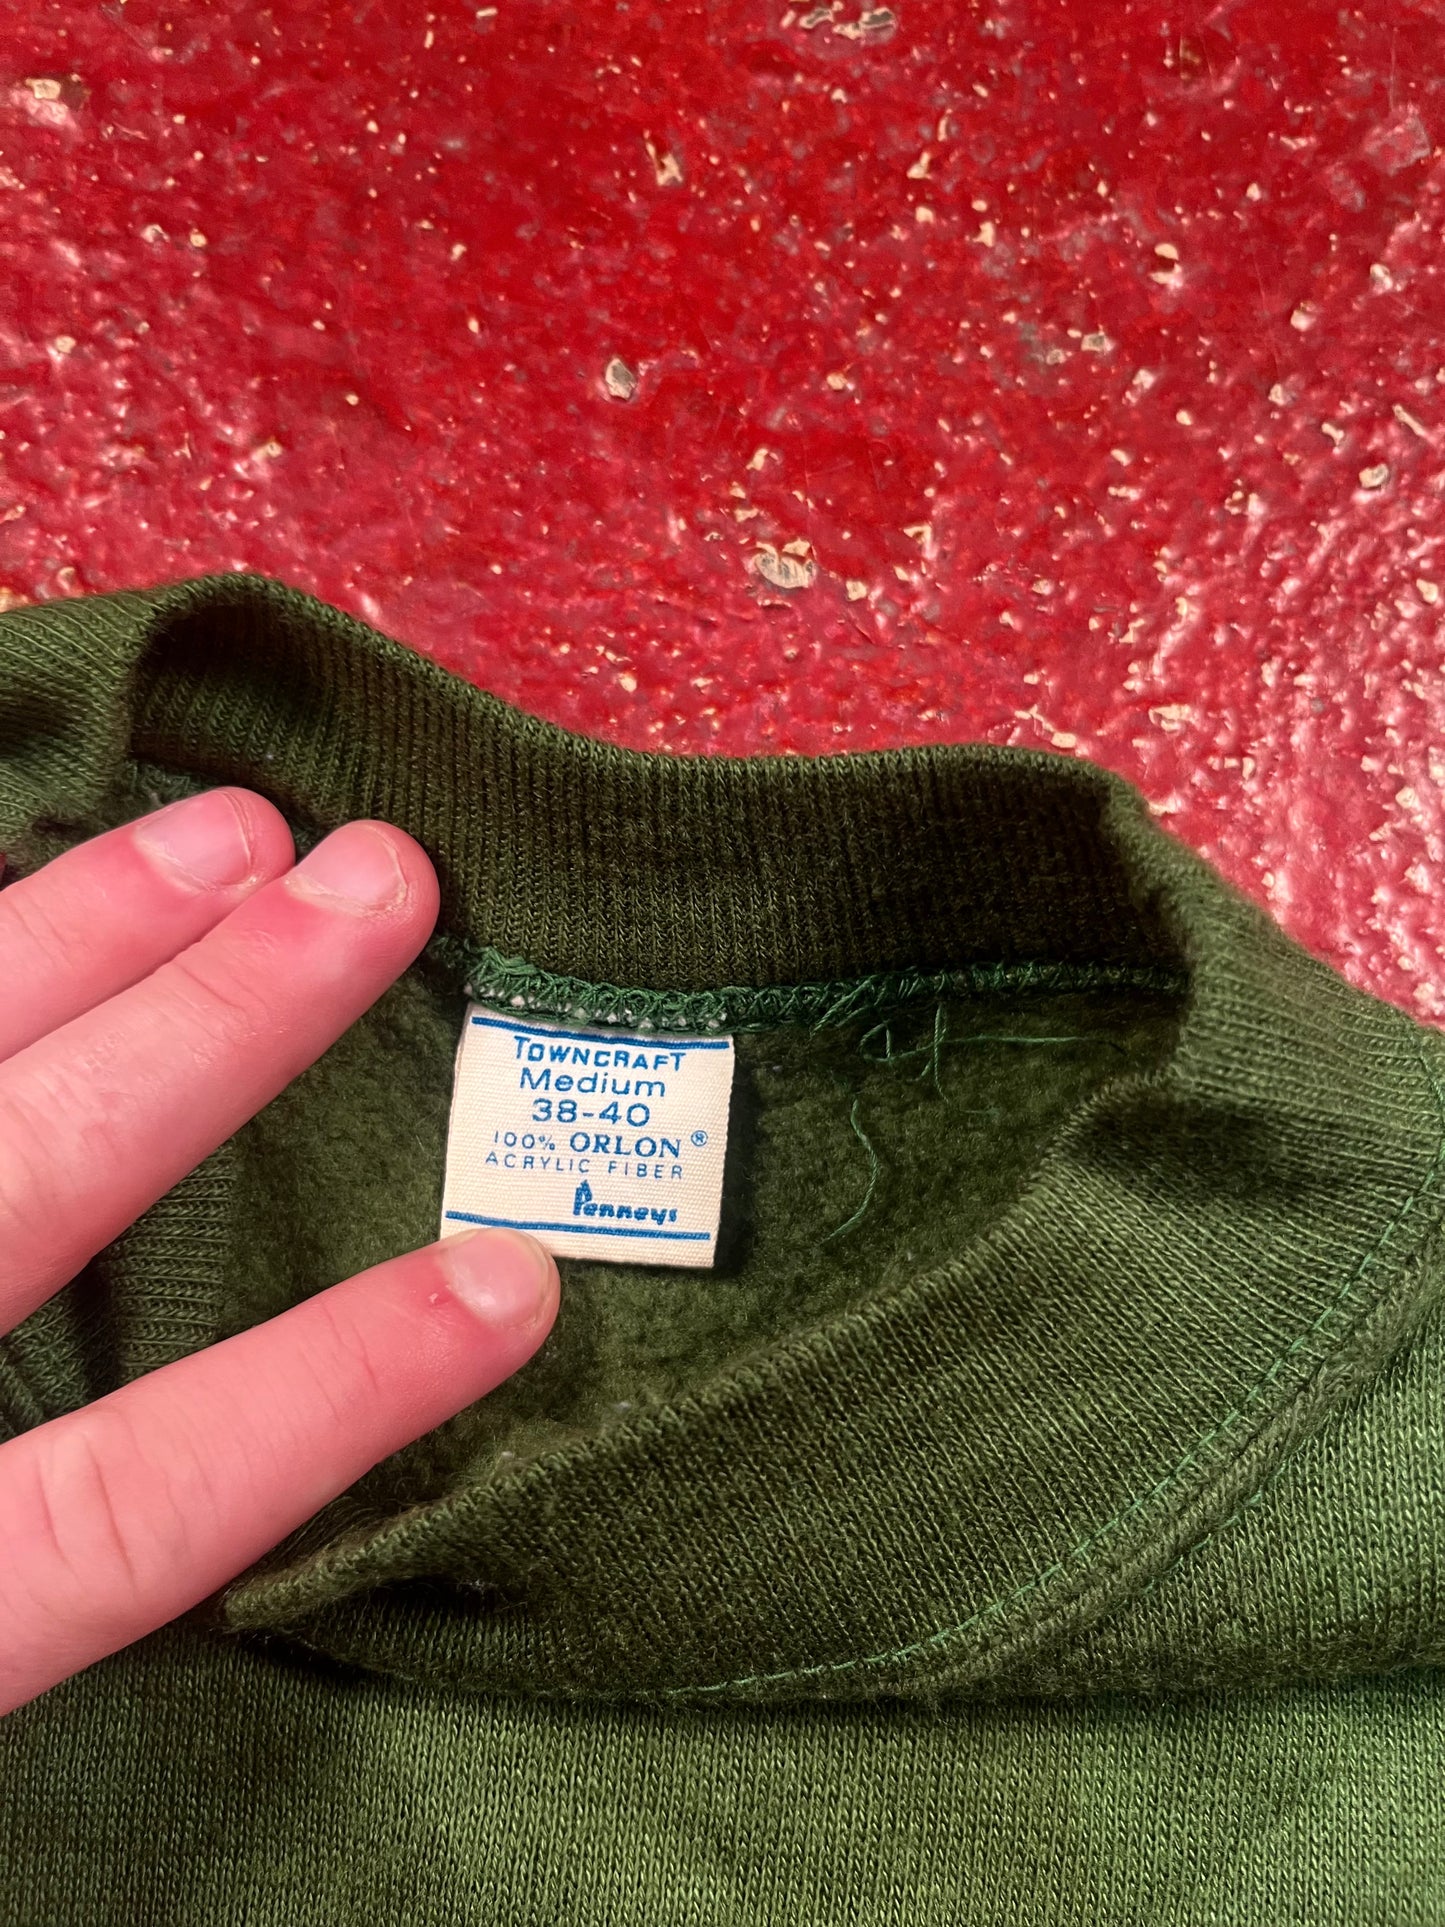 TOWNCRAFT
Medium
38-40
100% ORLON ®
ACRYLIC FIBER
Penneys